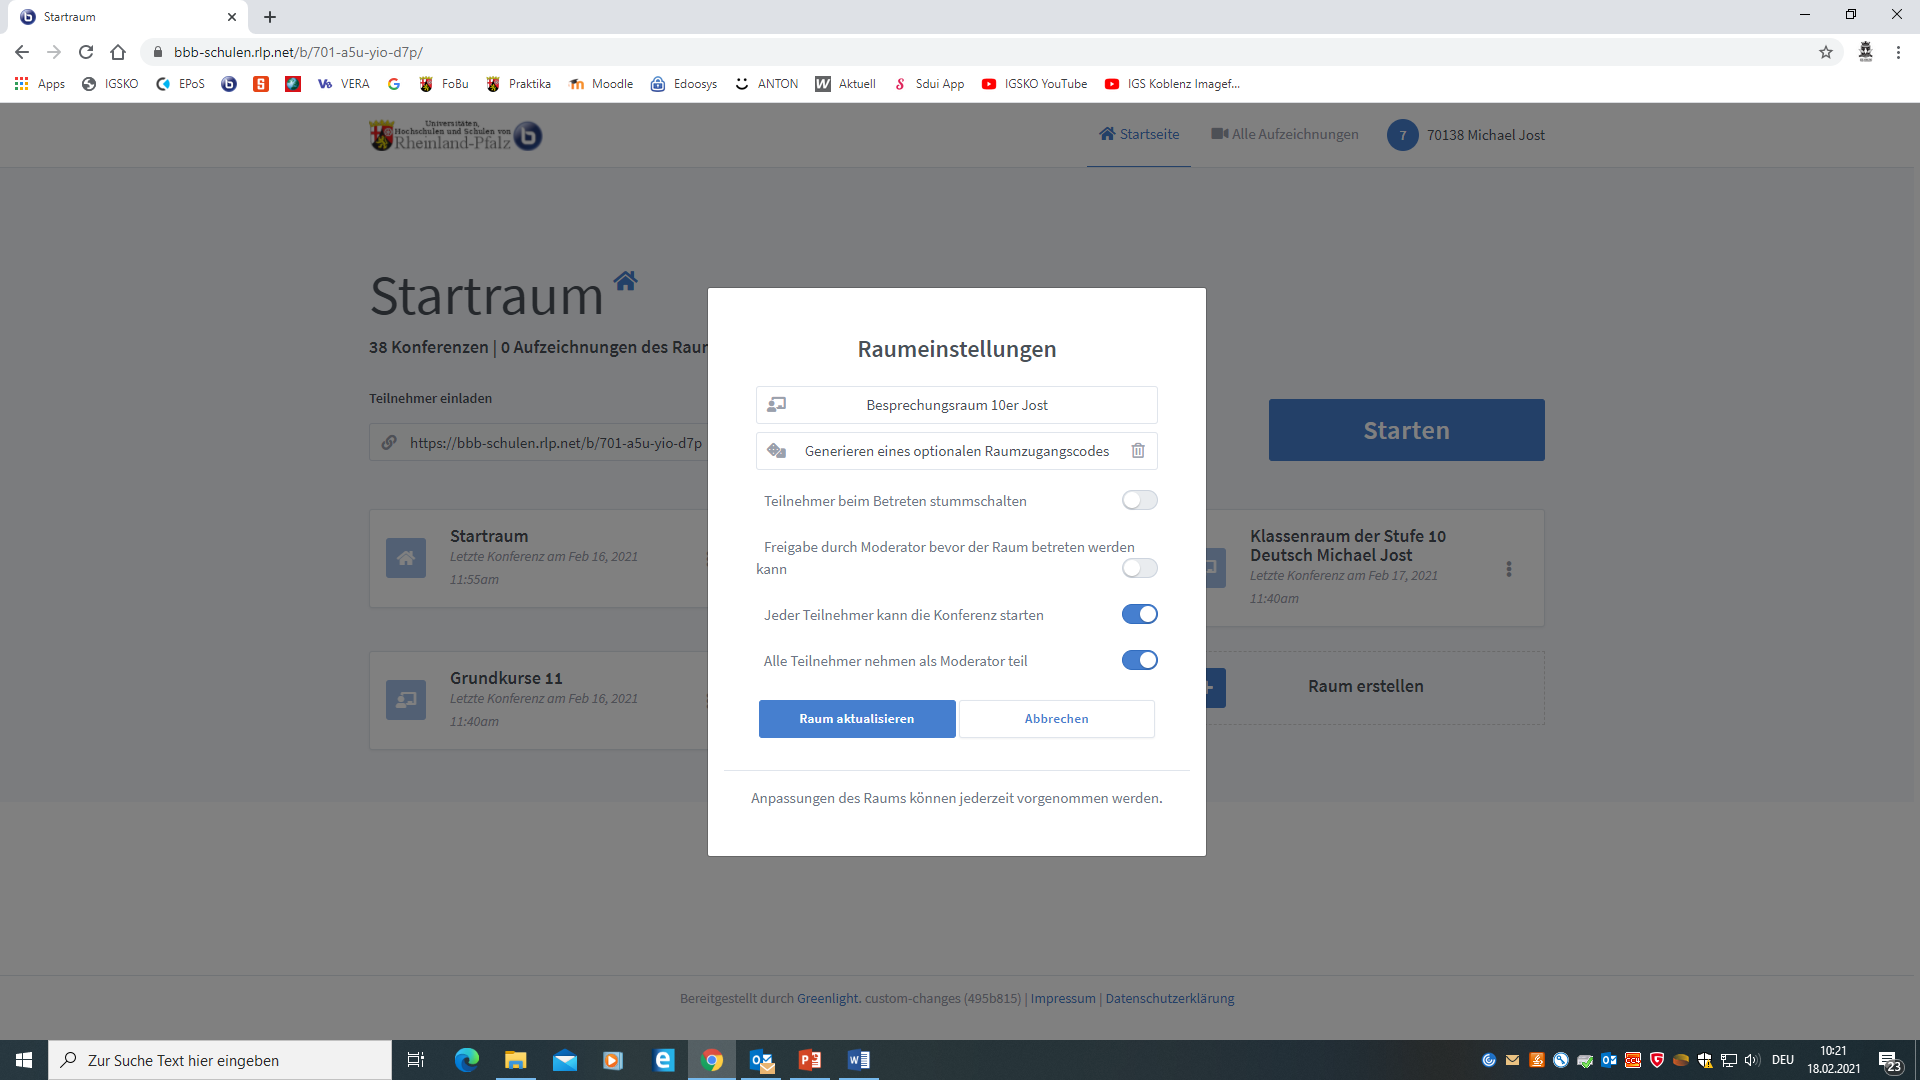 Startraum
bbb-schulen.rlp.net/b/701-a5u-yio-d7p/
Apps IGSKO EPoS VERA FoBu Praktika Moodle Edoosys ANTON Aktuell Sdui App IGSKO YouTube IGS Koblenz Imagef...
Universitäten,
Hochschulen und Schulen von
Rheinland-Pfalz
Startseite Alle Aufzeichnungen 7 70138 Michael Jost
Startraum
38 Konferenzen | 0 Aufzeichnungen des Raur
Teilnehmer einladen
https://bbb-schulen.rlp.net/b/701-a5u-yio-d7p
Starten
Startraum
Letzte Konferenz am Feb 16, 2021
11:55am
Klassenraum der Stufe 10
Deutsch Michael Jost
Letzte Konferenz am Feb 17, 2021
11:40am
Grundkurse 11
Letzte Konferenz am Feb 16, 2021
11:40am
Raum erstellen
Raumeinstellungen
Besprechungsraum 10er Jost
Generieren eines optionalen Raumzugangscodes
Teilnehmer beim Betreten stummschalten
Freigabe durch Moderator bevor der Raum betreten werden
kann
Jeder Teilnehmer kann die Konferenz starten
Alle Teilnehmer nehmen als Moderator teil
Raum aktualisieren Abbrechen
Anpassungen des Raums können jederzeit vorgenommen werden.
Bereitgestellt durch Greenlight. custom-changes (495b815) | Impressum | Datenschutzerklärung
Zur Suche Text hier eingeben
DEU
10:21
18.02.2021
23